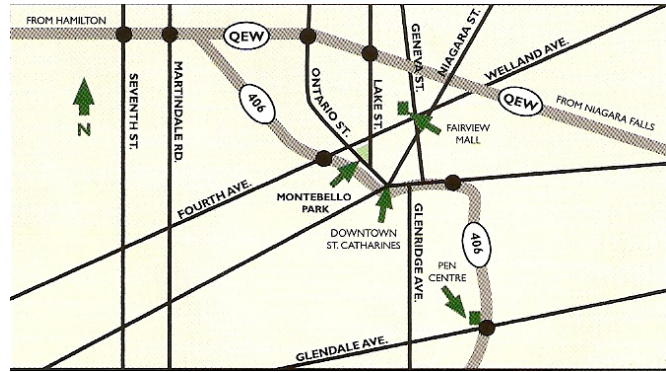 FROM HAMILTON
QEW
SEVENTH ST.
MARTINDALE RD.
406
ONTARIO ST.
LAKE ST.
GENEVA ST.
NIAGARA ST.
WELLAND AVE.
QEW
FROM NIAGARA FALLS
N
FAIRVIEW
MALL
FOURTH AVE.
MONTEBELLO
PARK
DOWNTOWN
ST. CATHARINES
GLENRIDGE AVE.
406
PEN
CENTRE
GLENDALE AVE.